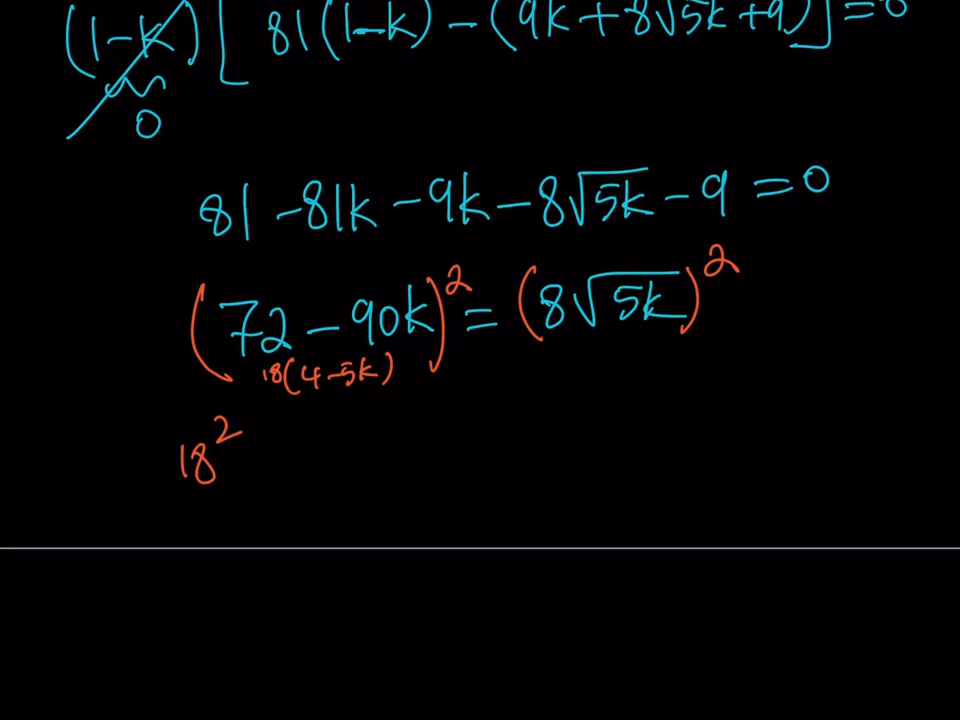 (1-k) [ 81(1-k) - (9k+8√5k+9) ] = 0
0
81 - 81k - 9k - 8√5k - 9 = 0
(72 - 90k)² = (8√5k)²
18(4-5k)
18²